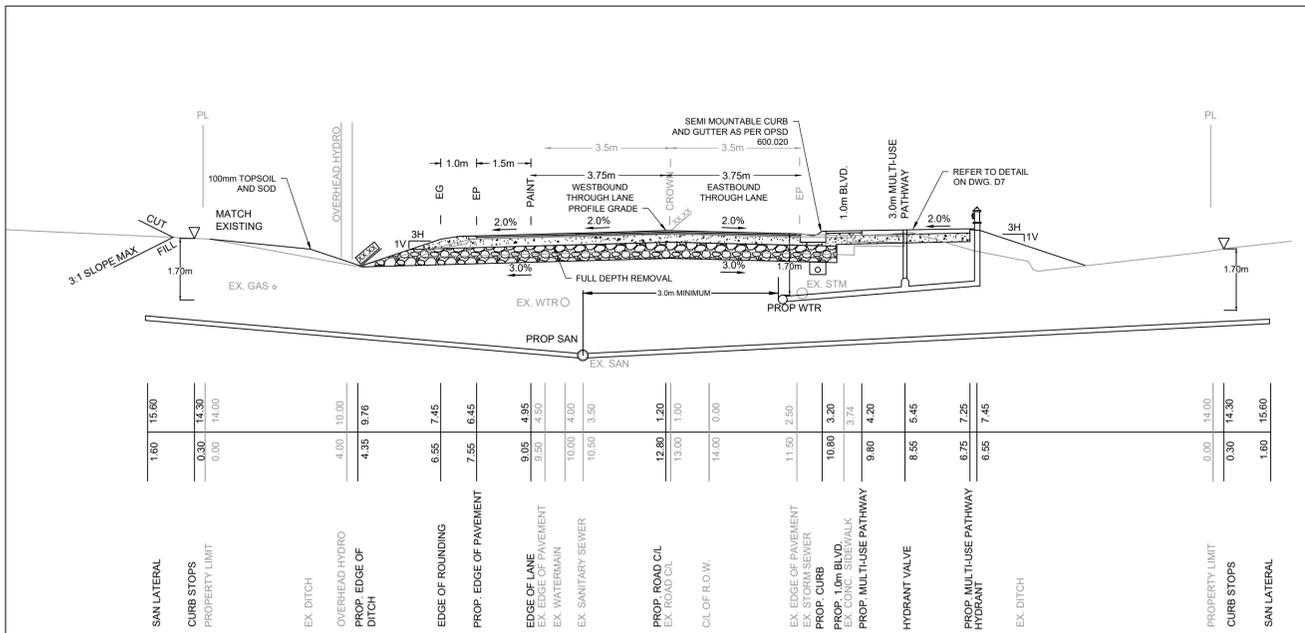 PL
PL
OVERHEAD HYDRO
SEMI MOUNTABLE CURB
AND GUTTER AS PER OPSD
600.020
3.5m
3.5m
1.0m
1.5m
3.75m
3.75m
100mm TOPSOIL
AND SOD
EG
EP
PAINT
WESTBOUND
THROUGH LANE
PROFILE GRADE
CROWN
EASTBOUND
THROUGH LANE
EP
1.0m BLVD.
3.0m MULTI-USE
PATHWAY
REFER TO DETAIL
ON DWG. D7
XX.XX
CUT
FILL
3:1 SLOPE MAX
MATCH
EXISTING
2.0%
2.0%
2.0%
2.0%
3H
1V
3H
1V
XX.XX
1.70m
1.70m
1.70m
3.0%
FULL DEPTH REMOVAL
3.0%
EX. GAS
EX. WTR
3.0m MINIMUM
EX. STM
PROP WTR
PROP SAN
EX. SAN
15.60
14.30
14.00
10.00
9.76
7.45
6.45
4.95
4.50
4.00
3.50
1.20
1.00
0.00
2.50
3.20
3.74
4.20
5.45
7.25
7.45
14.00
14.30
15.60
1.60
0.30
0.00
4.00
4.35
6.55
7.55
9.05
9.50
10.00
10.50
12.80
13.00
14.00
11.50
10.80
9.80
8.55
6.75
6.55
0.00
0.30
1.60
SAN LATERAL
CURB STOPS
PROPERTY LIMIT
EX. DITCH
OVERHEAD HYDRO
PROP. EDGE OF
DITCH
EDGE OF ROUNDING
PROP. EDGE OF PAVEMENT
EDGE OF LANE
EX. EDGE OF PAVEMENT
EX. WATERMAIN
EX. SANITARY SEWER
PROP. ROAD C/L
EX. ROAD C/L
C/L OF R.O.W.
EX. EDGE OF PAVEMENT
EX. STORM SEWER
PROP. CURB
PROP. 1.0m BLVD.
EX. CONC. SIDEWALK
PROP. MULTI-USE PATHWAY
HYDRANT VALVE
PROP. MULTI-USE PATHWAY
HYDRANT
EX. DITCH
PROPERTY LIMIT
CURB STOPS
SAN LATERAL